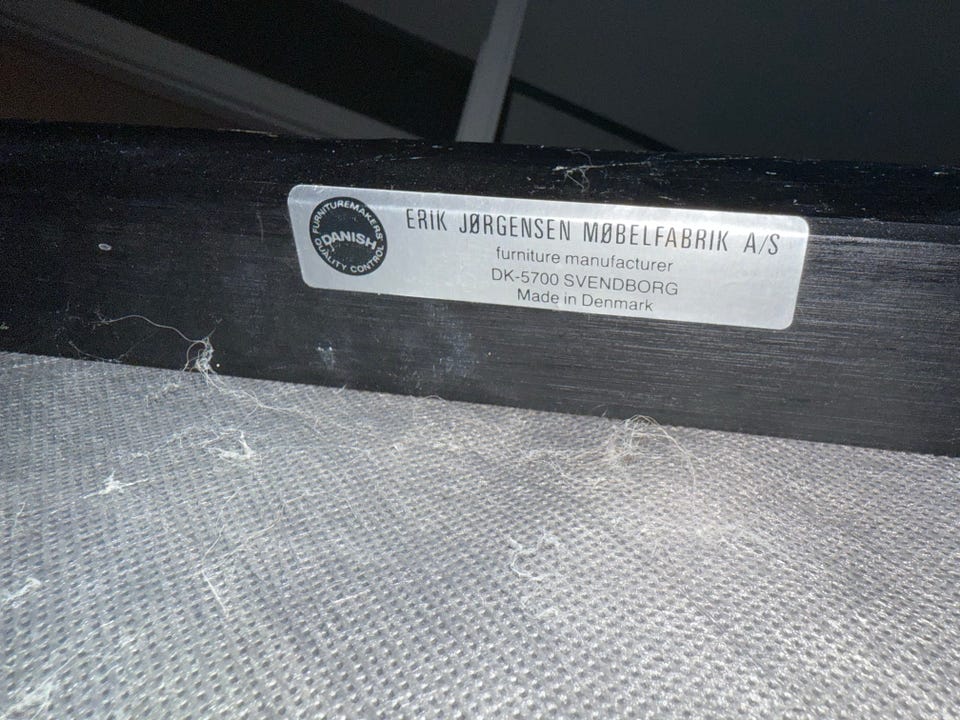 FURNITUREMAKERS
DANISH
QUALITY CONTROL
ERIK JØRGENSEN MØBELFABRIK A/S
furniture manufacturer
DK-5700 SVENDBORG
Made in Denmark